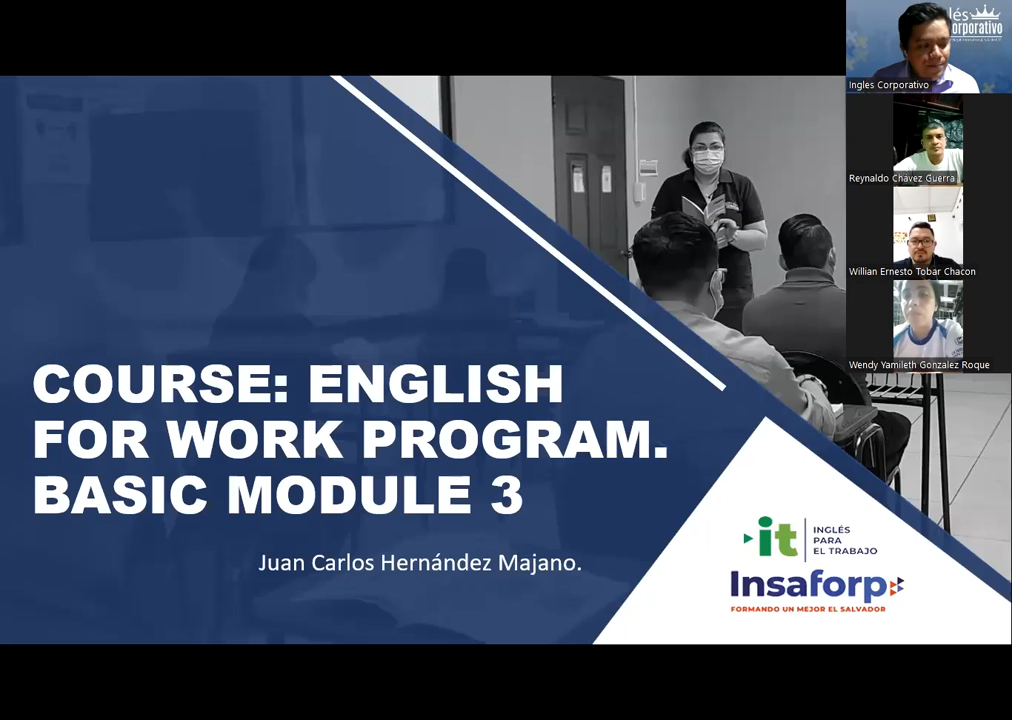 COURSE: ENGLISH
FOR WORK PROGRAM.
BASIC MODULE 3
Juan Carlos Hernández Majano.
it
INGLÉS
PARA
EL TRABAJO
Insaforp
FORMANDO UN MEJOR EL SALVADOR
Ingles Corporativo
Reynaldo Chávez Guerra
Willian Ernesto Tobar Chacon
Wendy Yamileth Gonzalez Roque